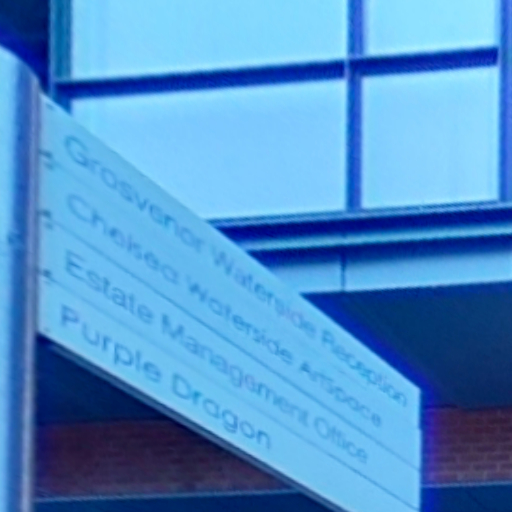 Grosvenor Waterside Reception
Chelsea Waterside ArtSpace
Estate Management Office
Purple Dragon